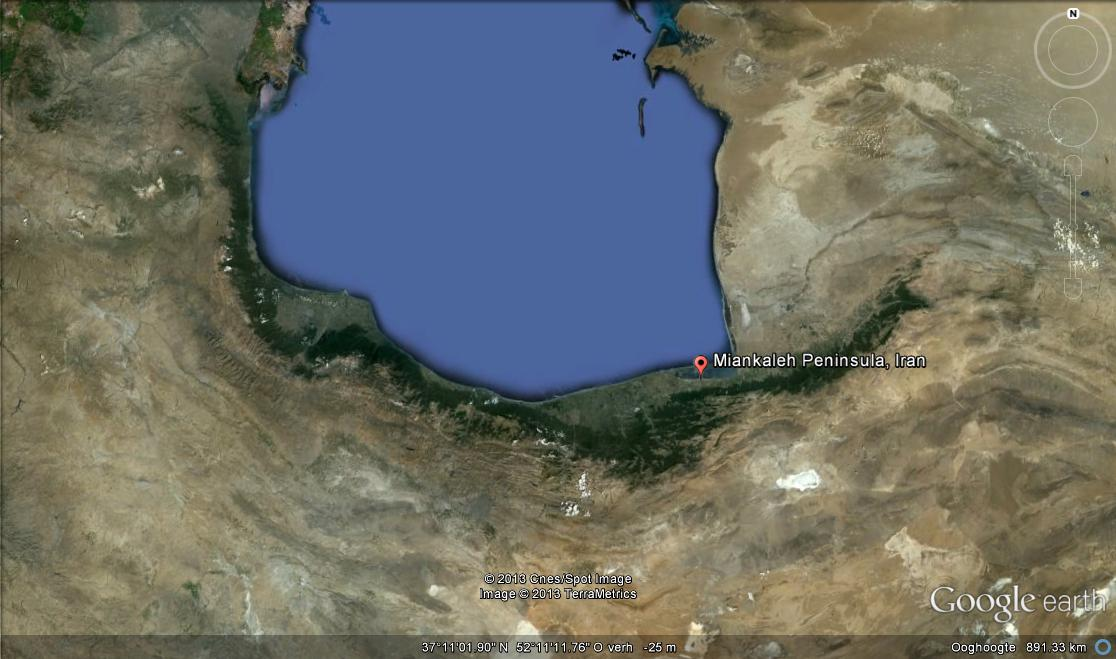 N
Miankaleh Peninsula, Iran
© 2013 Cnes/Spot Image
Image © 2013 TerraMetrics
Google earth
37°11'01.90" N 52°11'11.76" O verh -25 m Ooghoogte 891.33 km